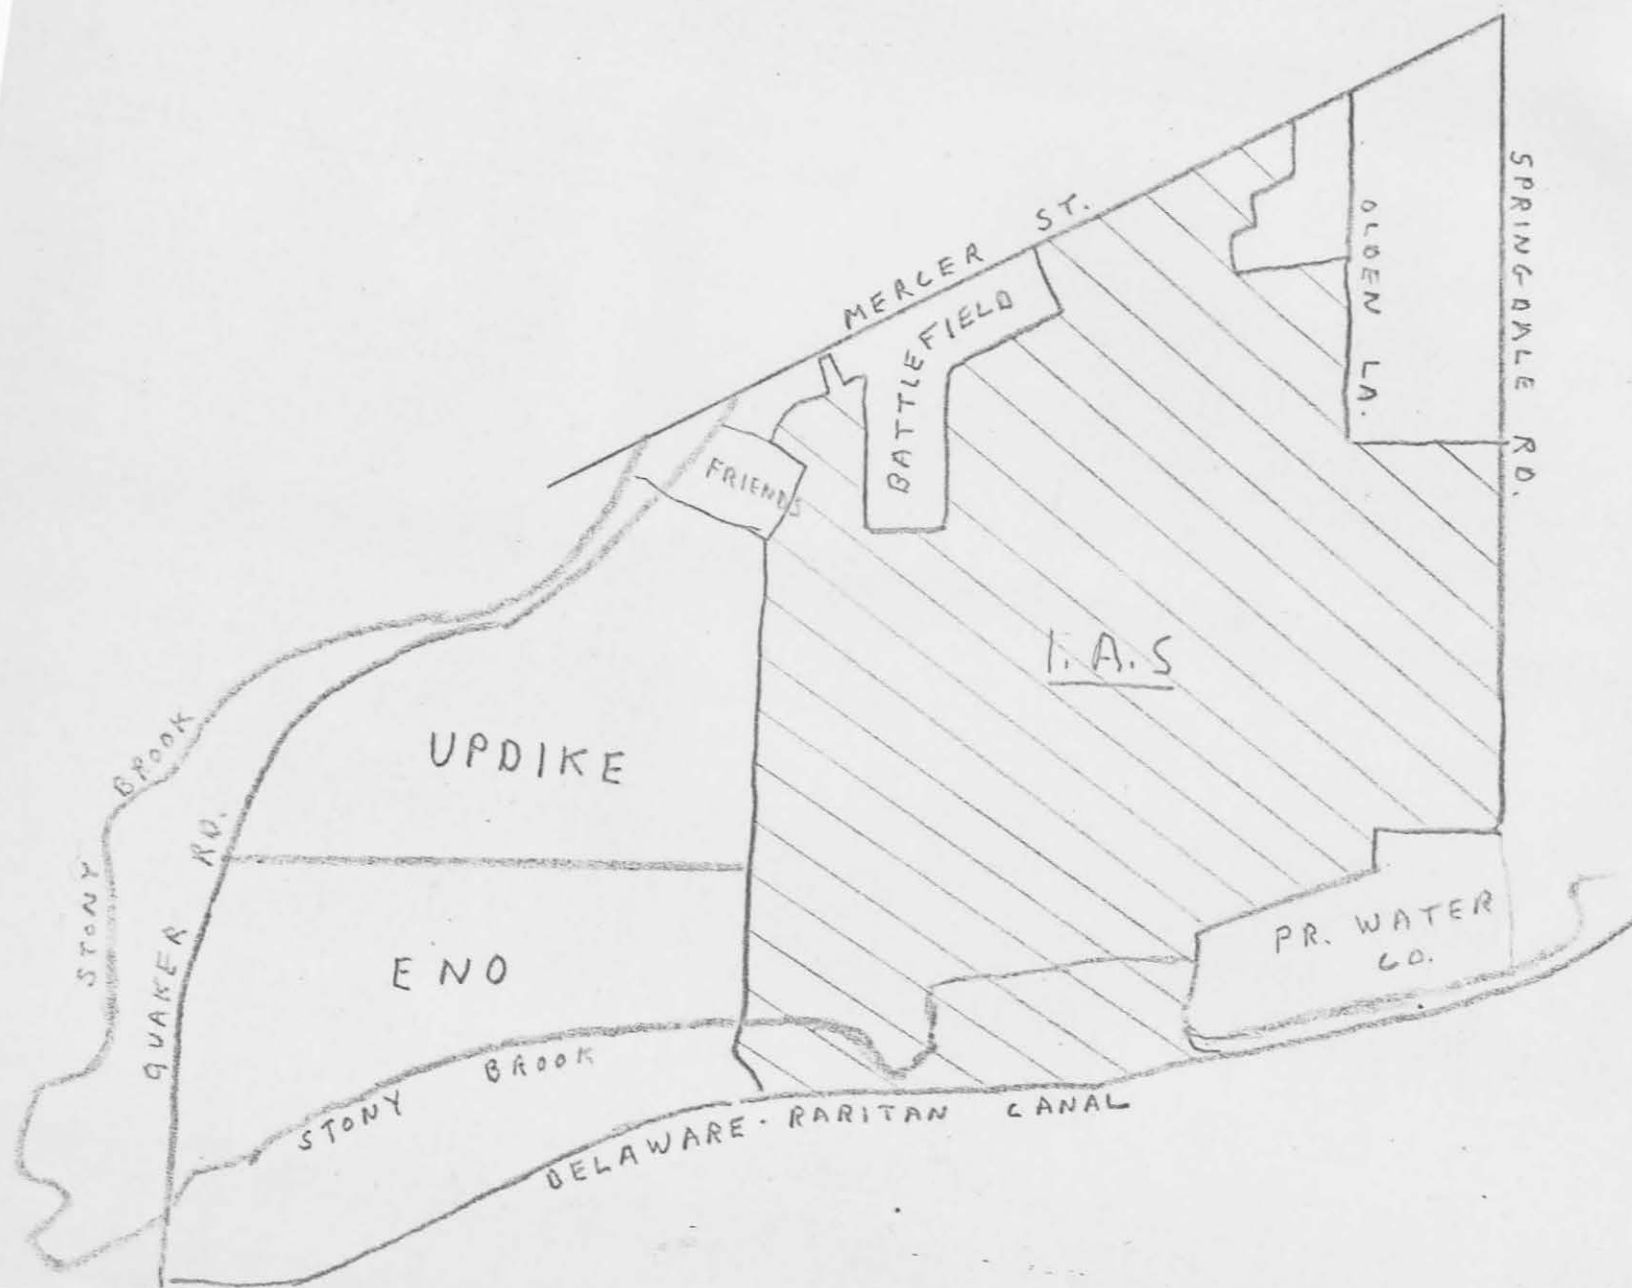 MERCER ST.
SPRINGDALE RD.
OLDEN LA.
BATTLEFIELD
FRIENDS
I.A.S
UPDIKE
STONY BROOK
QUAKER RD.
ENO
PR. WATER
CO.
STONY BROOK
DELAWARE-RARITAN CANAL